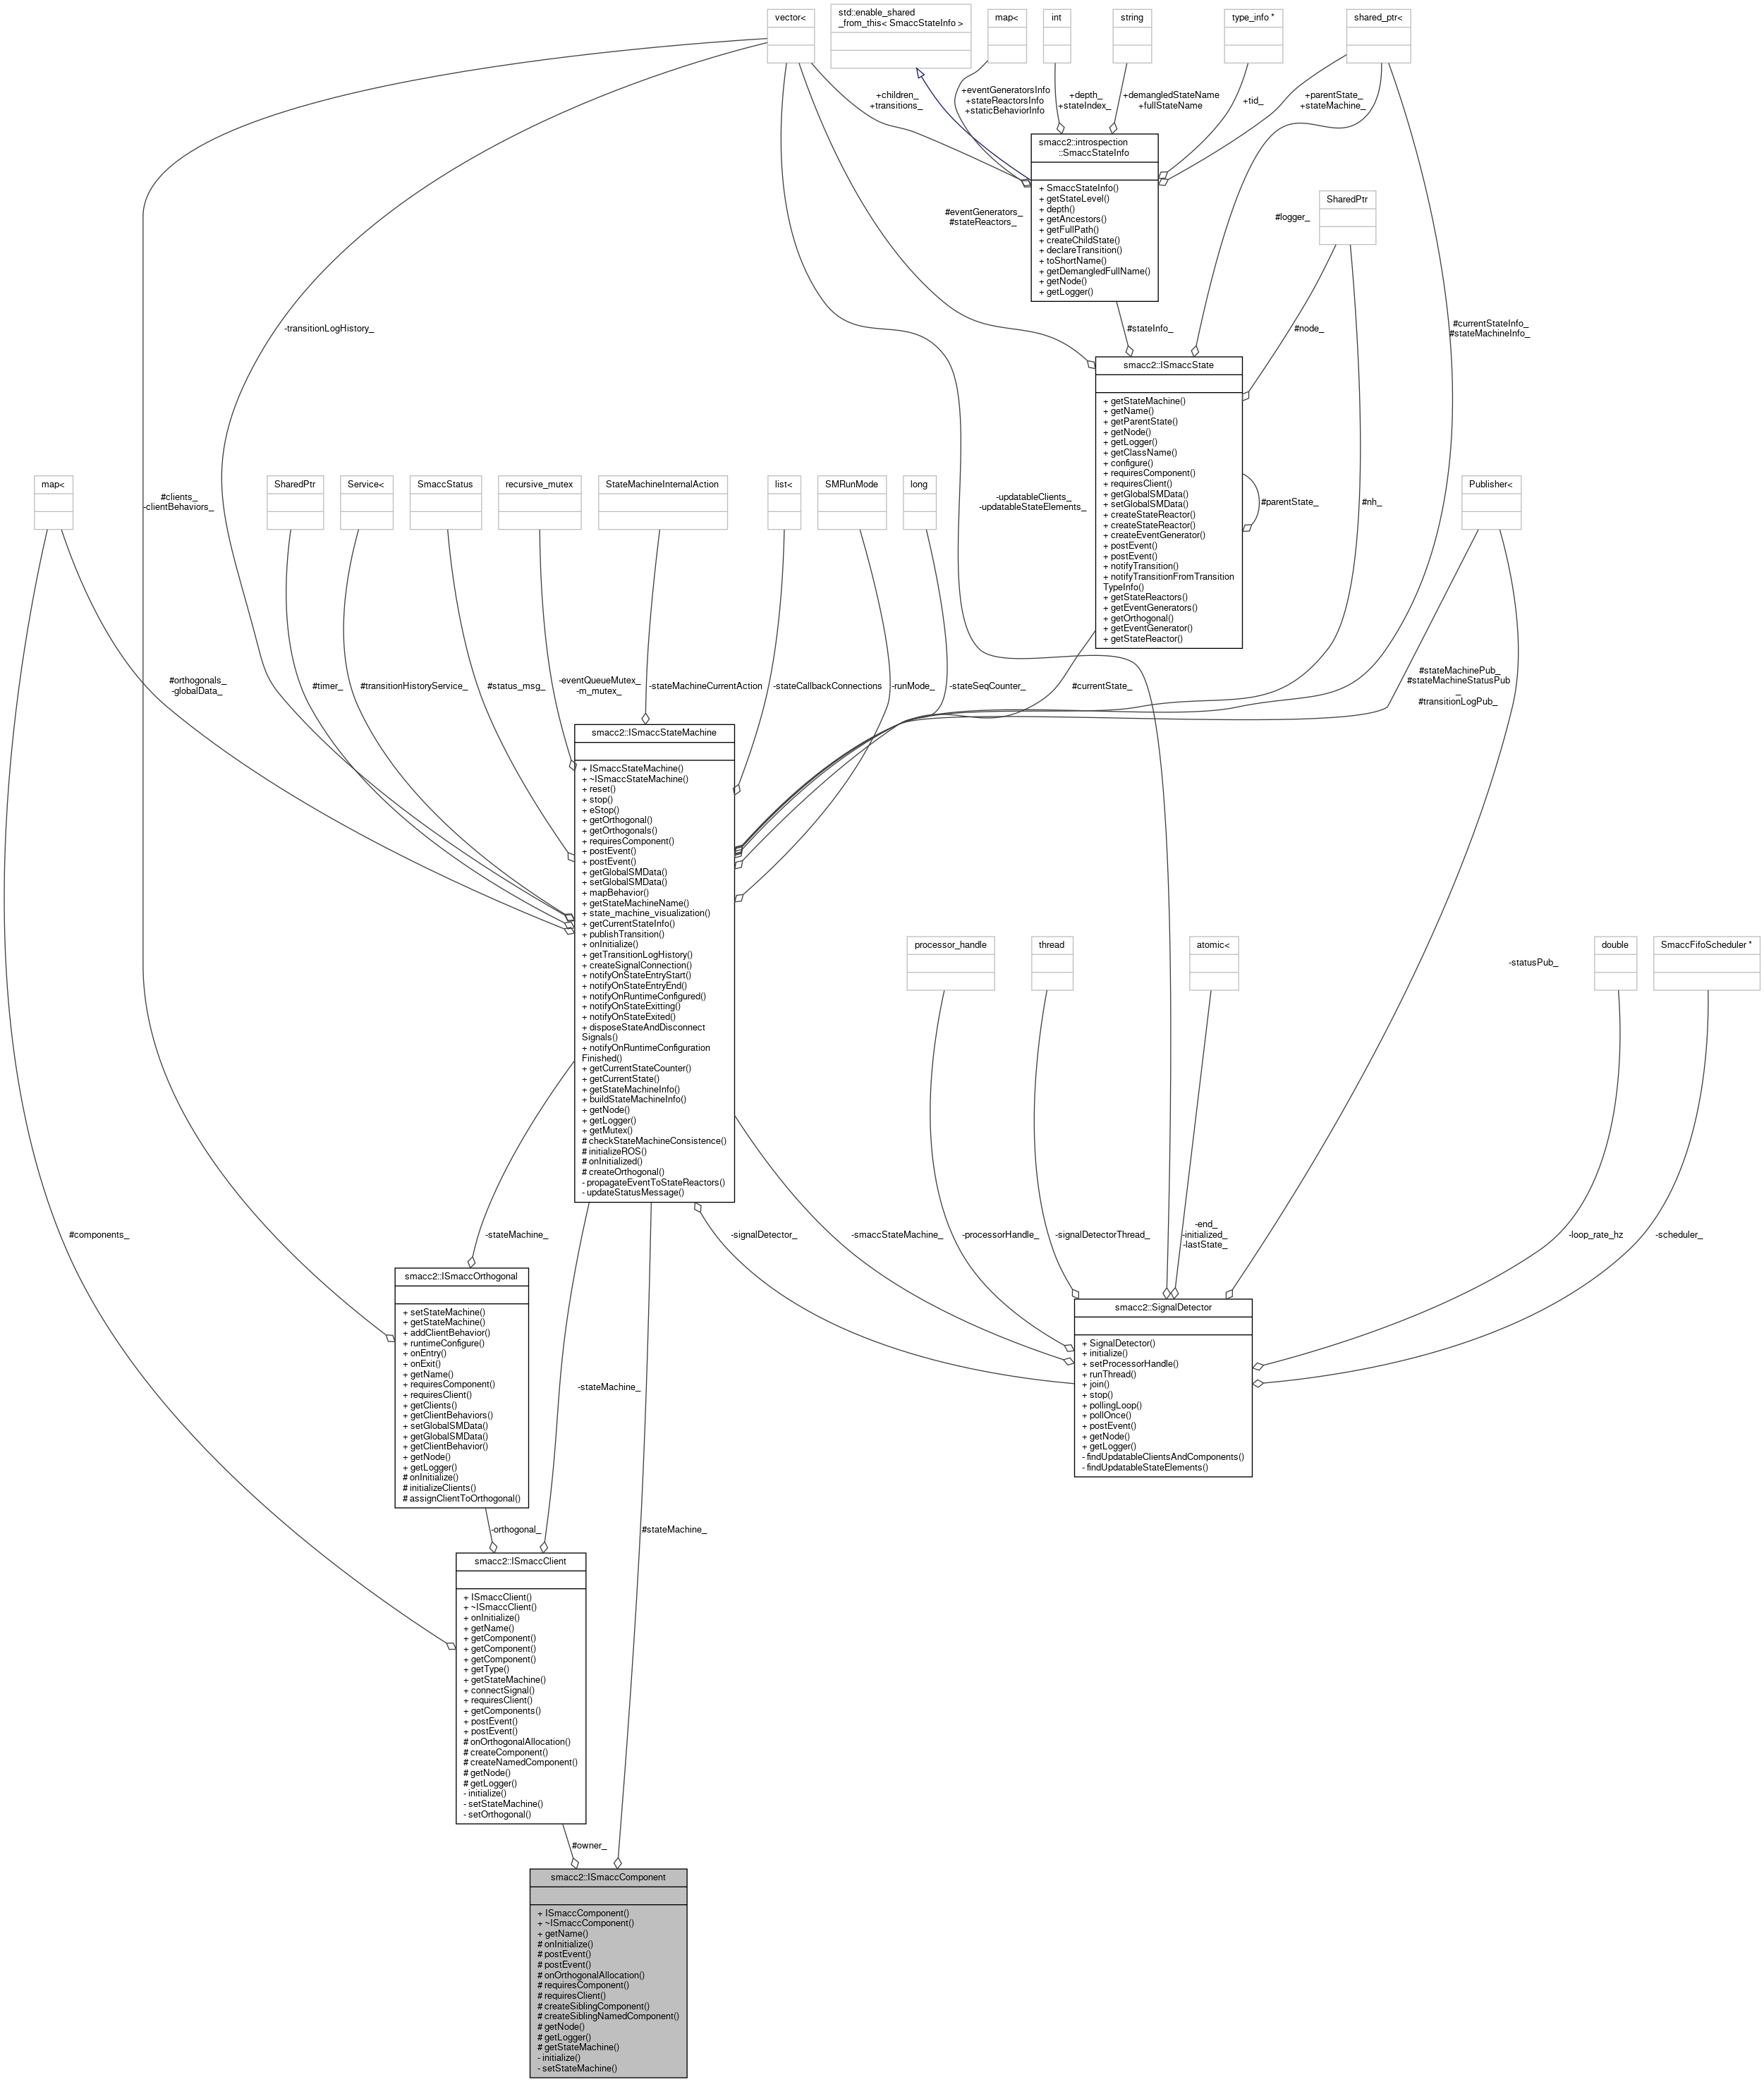 vector<
std::enable_shared
_from_this< SmaccStateInfo >
map<
int
string
type_info *
shared_ptr<
+children_
+transitions_
+eventGeneratorsInfo
+stateReactorsInfo
+staticBehaviorInfo
+depth_
+stateIndex_
+demangledStateName
+fullStateName
+tid_
+parentState_
+stateMachine_
smacc2::introspection
::SmaccStateInfo
+ SmaccStateInfo()
+ getStateLevel()
+ depth()
+ getAncestors()
+ getFullPath()
+ createChildState()
+ declareTransition()
+ toShortName()
+ getDemangledFullName()
+ getNode()
+ getLogger()
#eventGenerators_
#stateReactors_
#logger_
SharedPtr
-transitionLogHistory_
#stateInfo_
#node_
#currentStateInfo_
#stateMachineInfo_
smacc2::ISmaccState
+ getStateMachine()
+ getName()
+ getParentState()
+ getNode()
+ getLogger()
+ getClassName()
+ configure()
+ requiresComponent()
+ requiresClient()
+ getGlobalSMData()
+ setGlobalSMData()
+ createStateReactor()
+ createStateReactor()
+ createEventGenerator()
+ postEvent()
+ postEvent()
+ notifyTransition()
+ notifyTransitionFromTransition
TypeInfo()
+ getStateReactors()
+ getEventGenerators()
+ getOrthogonal()
+ getEventGenerator()
+ getStateReactor()
#parentState_
#nh_
map<
#clients_
-clientBehaviors_
SharedPtr
Service<
SmaccStatus
recursive_mutex
StateMachineInternalAction
list<
SMRunMode
long
-updatableClients_
-updatableStateElements_
Publisher<
#orthogonals_
-globalData_
#timer_
#transitionHistoryService_
#status_msg_
-eventQueueMutex_
-m_mutex_
-stateMachineCurrentAction
-stateCallbackConnections
-runMode_
-stateSeqCounter_
#currentState_
#stateMachinePub_
#stateMachineStatusPub
_
#transitionLogPub_
smacc2::ISmaccStateMachine
+ ISmaccStateMachine()
+ ~ISmaccStateMachine()
+ reset()
+ stop()
+ eStop()
+ getOrthogonal()
+ getOrthogonals()
+ requiresComponent()
+ postEvent()
+ postEvent()
+ getGlobalSMData()
+ setGlobalSMData()
+ mapBehavior()
+ getStateMachineName()
+ state_machine_visualization()
+ getCurrentStateInfo()
+ publishTransition()
+ onInitialize()
+ getTransitionLogHistory()
+ createSignalConnection()
+ notifyOnStateEntryStart()
+ notifyOnStateEntryEnd()
+ notifyOnRuntimeConfigured()
+ notifyOnStateExitting()
+ notifyOnStateExited()
+ disposeStateAndDisconnect
Signals()
+ notifyOnRuntimeConfiguration
Finished()
+ getCurrentStateCounter()
+ getCurrentState()
+ getStateMachineInfo()
+ buildStateMachineInfo()
+ getNode()
+ getLogger()
+ getMutex()
# checkStateMachineConsistence()
# initializeROS()
# onInitialized()
# createOrthogonal()
- propagateEventToStateReactors()
- updateStatusMessage()
processor_handle
thread
atomic<
-statusPub_
double
SmaccFifoScheduler *
#components_
-stateMachine_
-signalDetector_
-smaccStateMachine_
-processorHandle_
-signalDetectorThread_
-end_
-initialized_
-lastState_
-loop_rate_hz
-scheduler_
smacc2::ISmaccOrthogonal
+ setStateMachine()
+ getStateMachine()
+ addClientBehavior()
+ runtimeConfigure()
+ onEntry()
+ onExit()
+ getName()
+ requiresComponent()
+ requiresClient()
+ getClients()
+ getClientBehaviors()
+ setGlobalSMData()
+ getGlobalSMData()
+ getClientBehavior()
+ getNode()
+ getLogger()
# onInitialize()
# initializeClients()
# assignClientToOrthogonal()
smacc2::SignalDetector
+ SignalDetector()
+ initialize()
+ setProcessorHandle()
+ runThread()
+ join()
+ stop()
+ pollingLoop()
+ pollOnce()
+ postEvent()
+ getNode()
+ getLogger()
- findUpdatableClientsAndComponents()
- findUpdatableStateElements()
-stateMachine_
-orthogonal_
#stateMachine_
smacc2::ISmaccClient
+ ISmaccClient()
+ ~ISmaccClient()
+ onInitialize()
+ getName()
+ getComponent()
+ getComponent()
+ getComponent()
+ getType()
+ getStateMachine()
+ connectSignal()
+ requiresClient()
+ getComponents()
+ postEvent()
+ postEvent()
# onOrthogonalAllocation()
# createComponent()
# createNamedComponent()
# getNode()
# getLogger()
- initialize()
- setStateMachine()
- setOrthogonal()
#owner_
smacc2::ISmaccComponent
+ ISmaccComponent()
+ ~ISmaccComponent()
+ getName()
# onInitialize()
# postEvent()
# postEvent()
# onOrthogonalAllocation()
# requiresComponent()
# requiresClient()
# createSiblingComponent()
# createSiblingNamedComponent()
# getNode()
# getLogger()
# getStateMachine()
- initialize()
- setStateMachine()